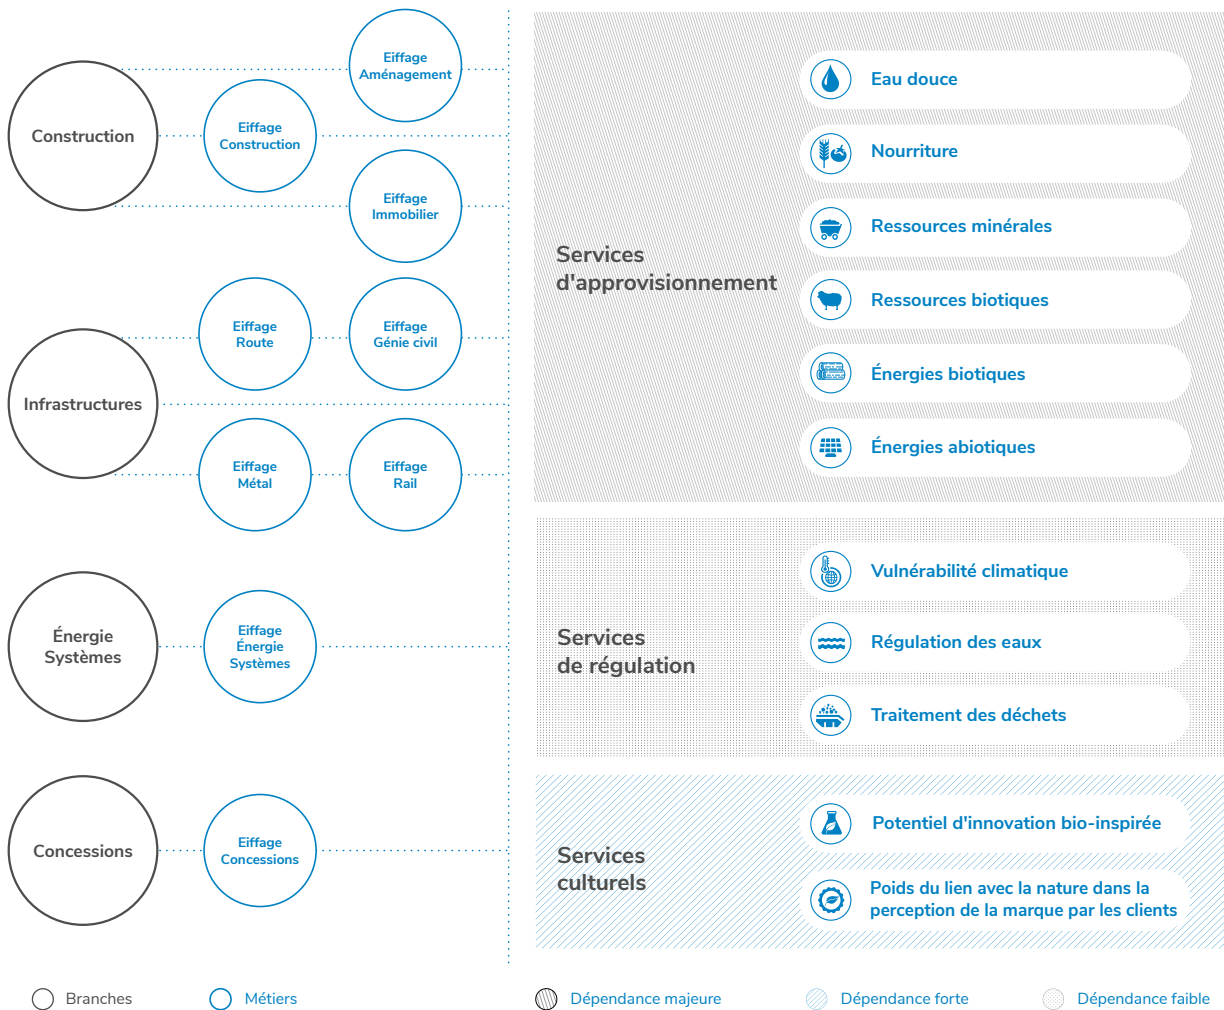 Construction
Eiffage
Aménagement
Eiffage
Construction
Eiffage
Immobilier
Infrastructures
Eiffage
Route
Eiffage
Génie civil
Eiffage
Métal
Eiffage
Rail
Énergie
Systèmes
Eiffage
Énergie
Systèmes
Concessions
Eiffage
Concessions
Services
d'approvisionnement
Eau douce
Nourriture
Ressources minérales
Ressources biotiques
Énergies biotiques
Énergies abiotiques
Services
de régulation
Vulnérabilité climatique
Régulation des eaux
Traitement des déchets
Services
culturels
Potentiel d'innovation bio-inspirée
Poids du lien avec la nature dans la
perception de la marque par les clients
Branches
Métiers
Dépendance majeure
Dépendance forte
Dépendance faible